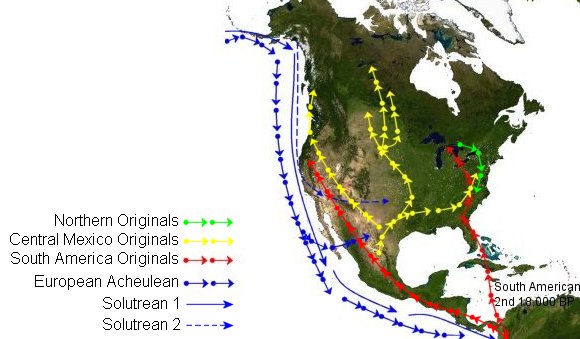 Northern Originals
Central Mexico Originals
South America Originals
European Acheulean
Solutrean 1
Solutrean 2
South American
2nd 18,000 BP